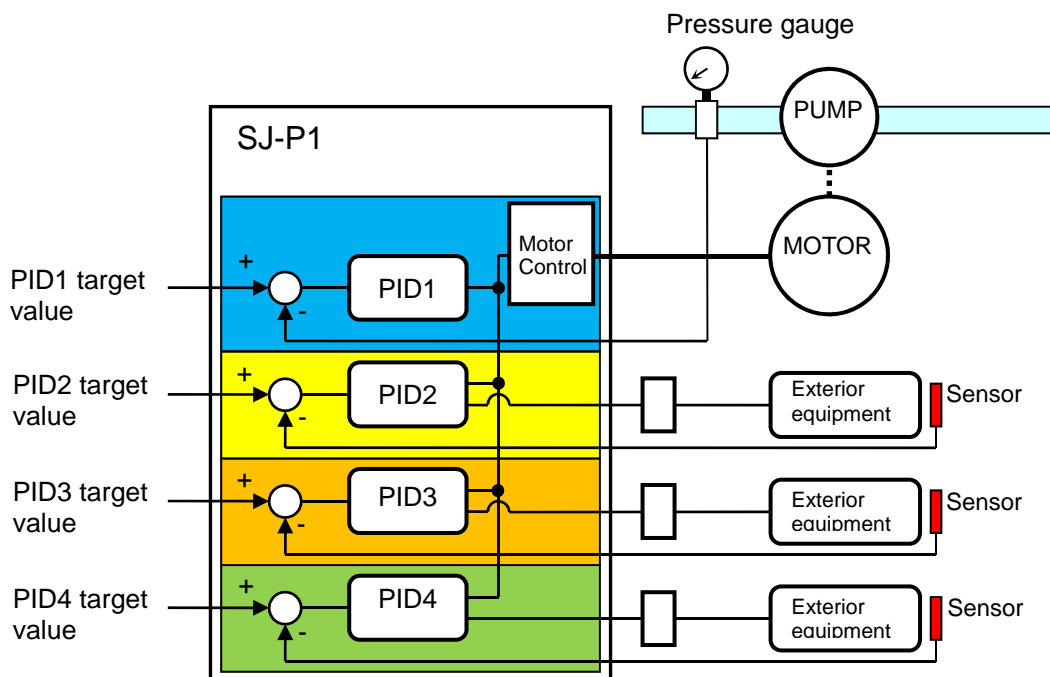 Pressure gauge
SJ-P1
PUMP
Motor
Control
MOTOR
PID1 target
value
+
-
PID1
PID2 target
value
+
-
PID2
Exterior
equipment
Sensor
PID3 target
value
+
-
PID3
Exterior
equipment
Sensor
PID4 target
value
+
-
PID4
Exterior
equipment
Sensor